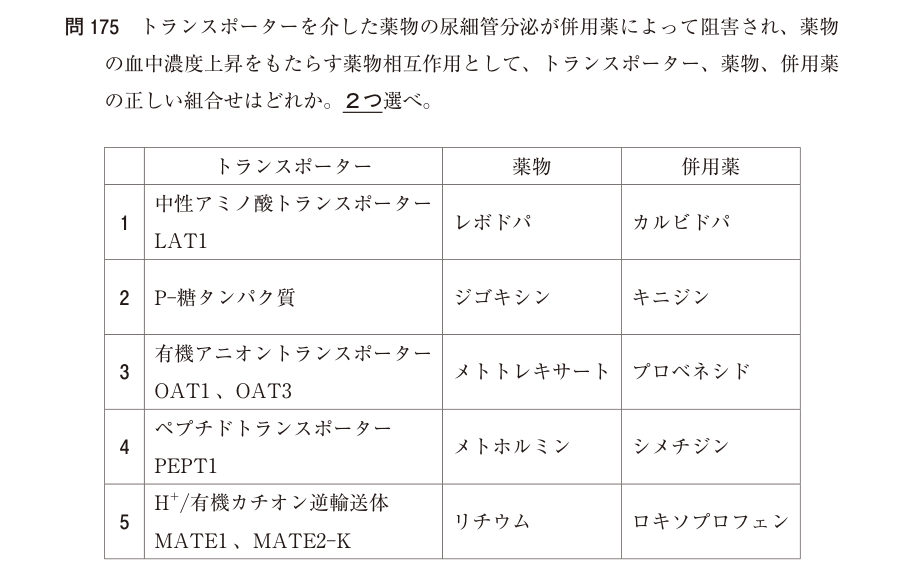 問 175 トランスポーターを介した薬物の尿細管分泌が併用薬によって阻害され、薬物
の血中濃度上昇をもたらす薬物相互作用として、トランスポーター、薬物、併用薬
の正しい組合せはどれか。２つ選べ。
トランスポーター 薬物 併用薬
1 中性アミノ酸トランスポーター
LAT1 レボドパ カルビドパ
2 P-糖タンパク質 ジゴキシン キニジン
3 有機アニオントランスポーター
OAT1、OAT3 メトトレキサート プロベネシド
4 ペプチドトランスポーター
PEPT1 メトホルミン シメチジン
5 H⁺/有機カチオン逆輸送体
MATE1、MATE2-K リチウム ロキソプロフェン